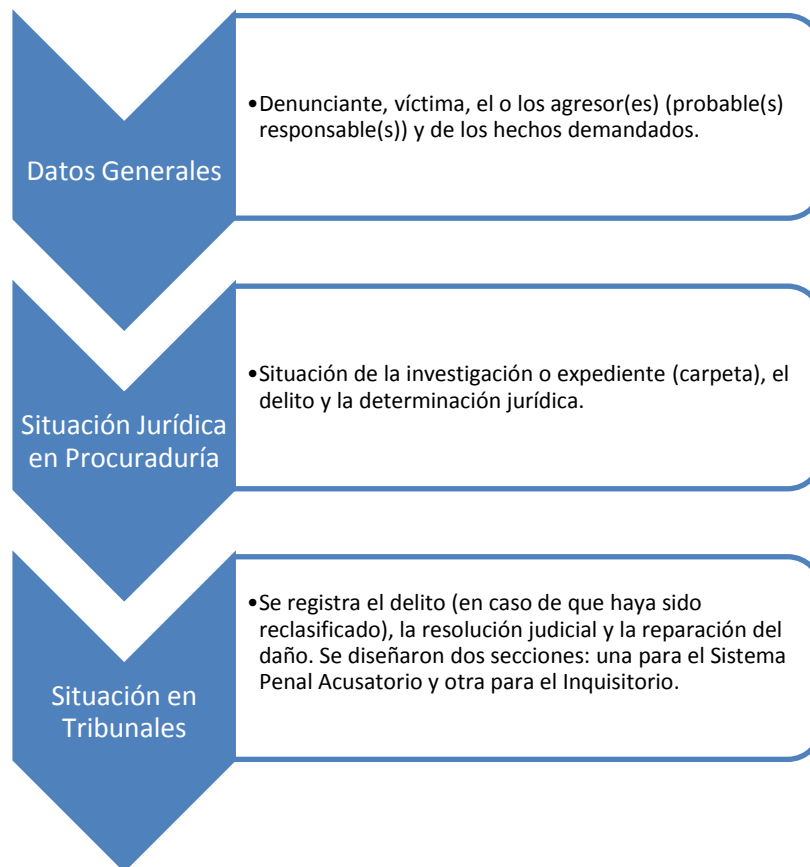 Datos Generales
•Denunciante, víctima, el o los agresor(es) (probable(s)
responsable(s)) y de los hechos demandados.
Situación Jurídica
en Procuraduría
•Situación de la investigación o expediente (carpeta), el
delito y la determinación jurídica.
Situación en
Tribunales
•Se registra el delito (en caso de que haya sido
reclasificado), la resolución judicial y la reparación del
daño. Se diseñaron dos secciones: una para el Sistema
Penal Acusatorio y otra para el Inquisitorio.